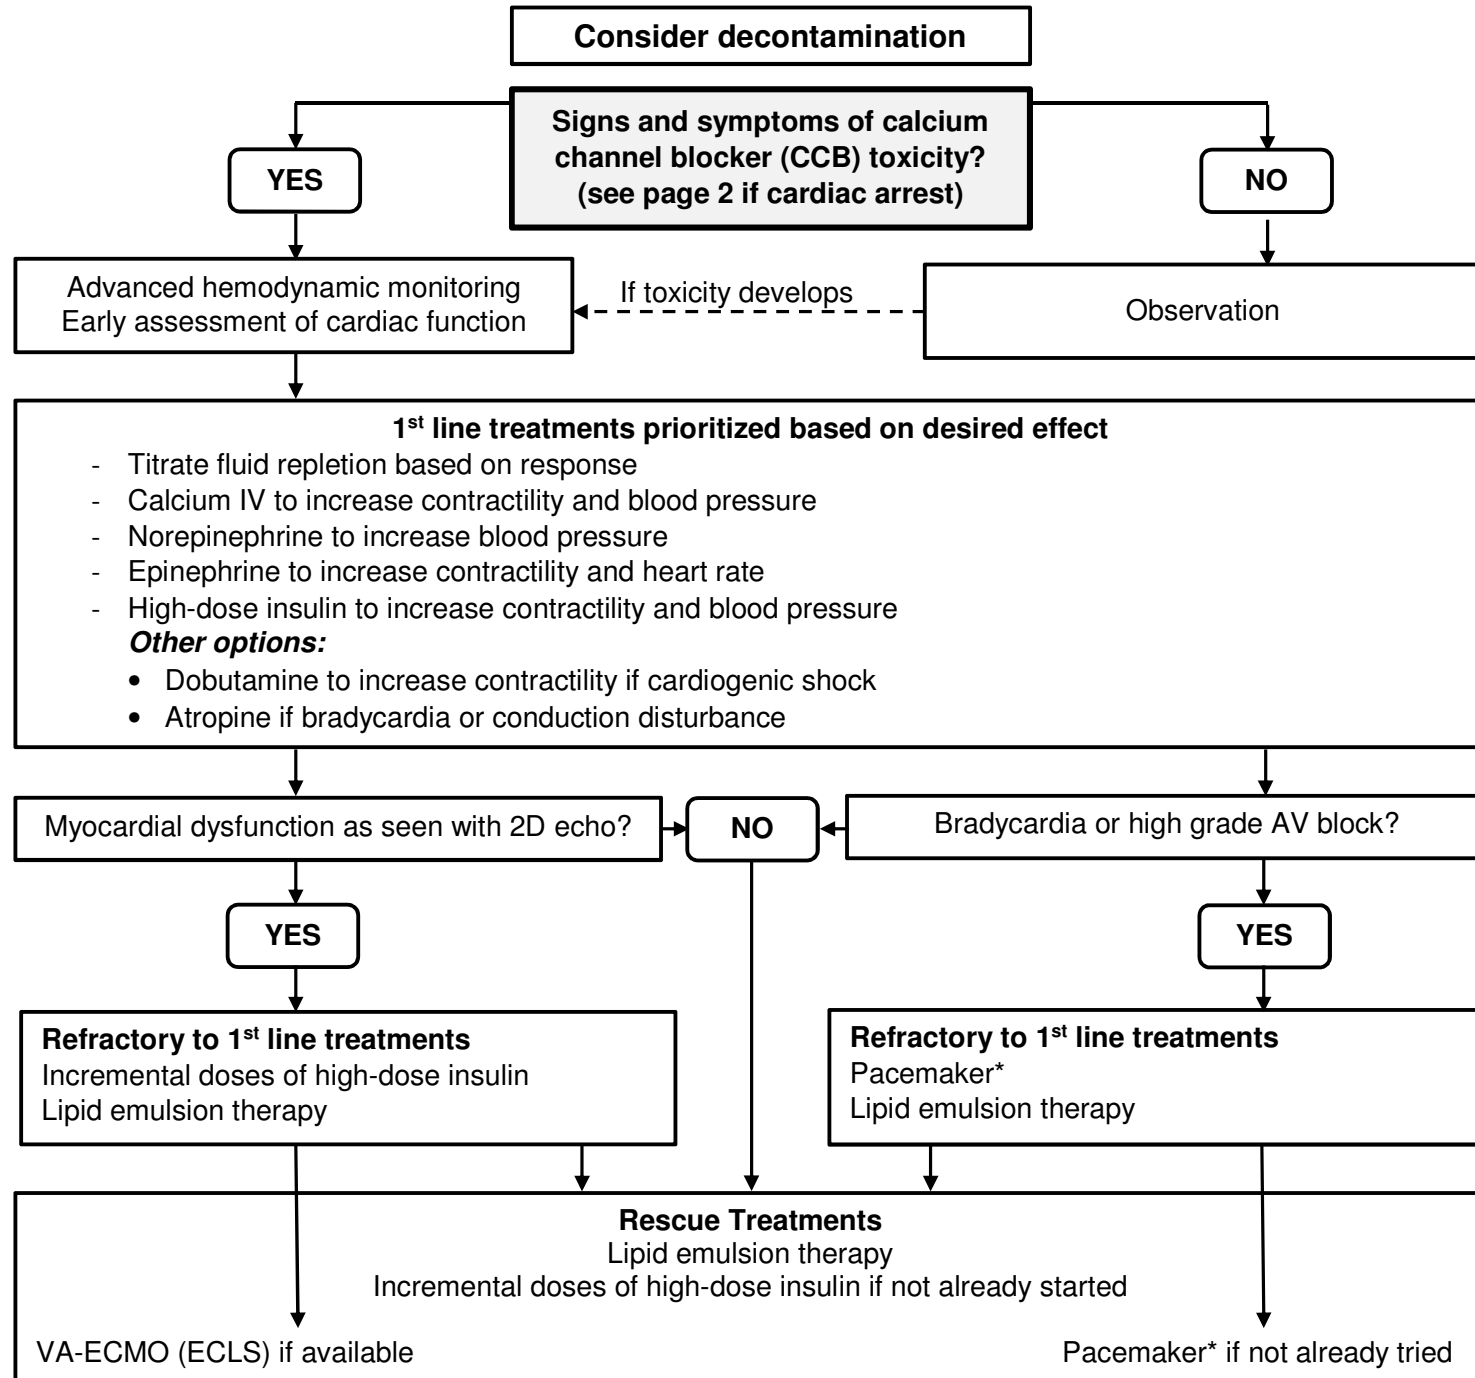 Consider decontamination
Signs and symptoms of calcium
channel blocker (CCB) toxicity?
(see page 2 if cardiac arrest)
YES
NO
Advanced hemodynamic monitoring
Early assessment of cardiac function
If toxicity develops
Observation
1st line treatments prioritized based on desired effect
- Titrate fluid repletion based on response
- Calcium IV to increase contractility and blood pressure
- Norepinephrine to increase blood pressure
- Epinephrine to increase contractility and heart rate
- High-dose insulin to increase contractility and blood pressure
Other options:
• Dobutamine to increase contractility if cardiogenic shock
• Atropine if bradycardia or conduction disturbance
Myocardial dysfunction as seen with 2D echo?
NO
Bradycardia or high grade AV block?
YES
YES
Refractory to 1st line treatments
Incremental doses of high-dose insulin
Lipid emulsion therapy
Refractory to 1st line treatments
Pacemaker*
Lipid emulsion therapy
Rescue Treatments
Lipid emulsion therapy
Incremental doses of high-dose insulin if not already started
VA-ECMO (ECLS) if available
Pacemaker* if not already tried